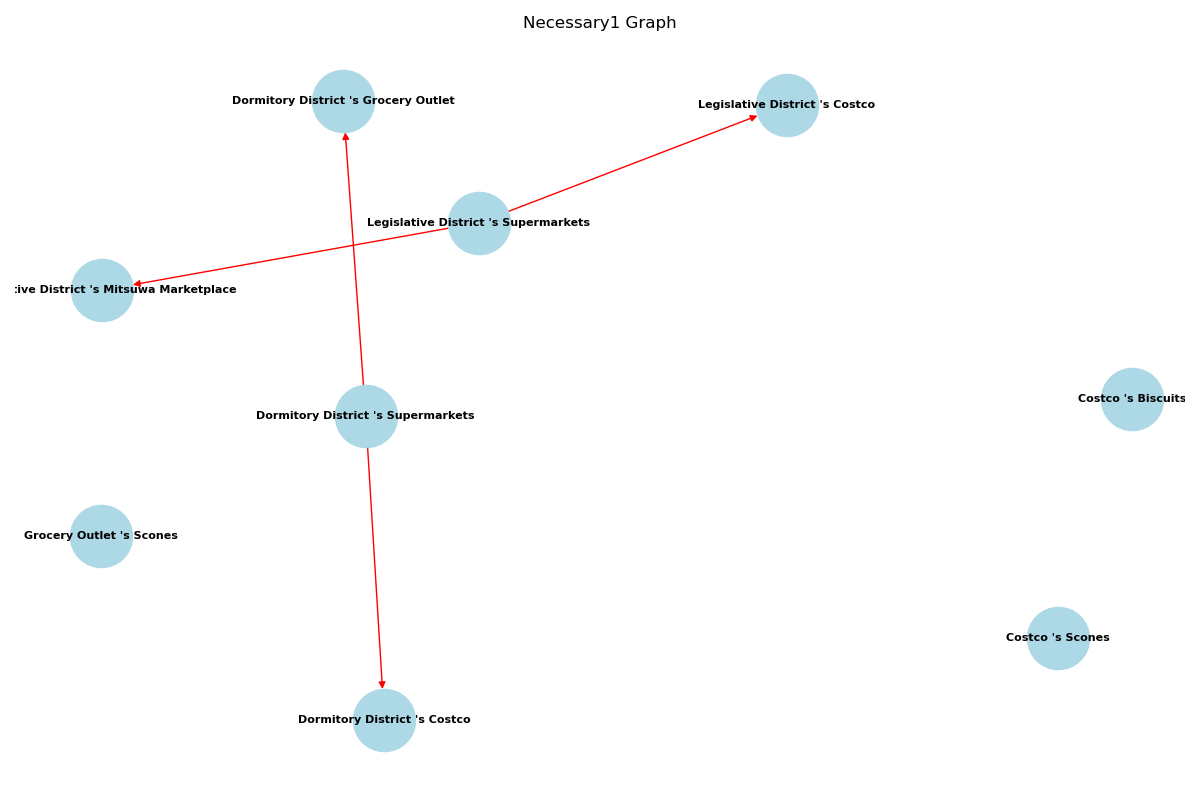 Necessary1 Graph
Dormitory District 's Grocery Outlet
Legislative District 's Costco
Legislative District 's Supermarkets
tive District 's Mitsuwa Marketplace
Costco 's Biscuits
Dormitory District 's Supermarkets
Grocery Outlet 's Scones
Costco 's Scones
Dormitory District 's Costco